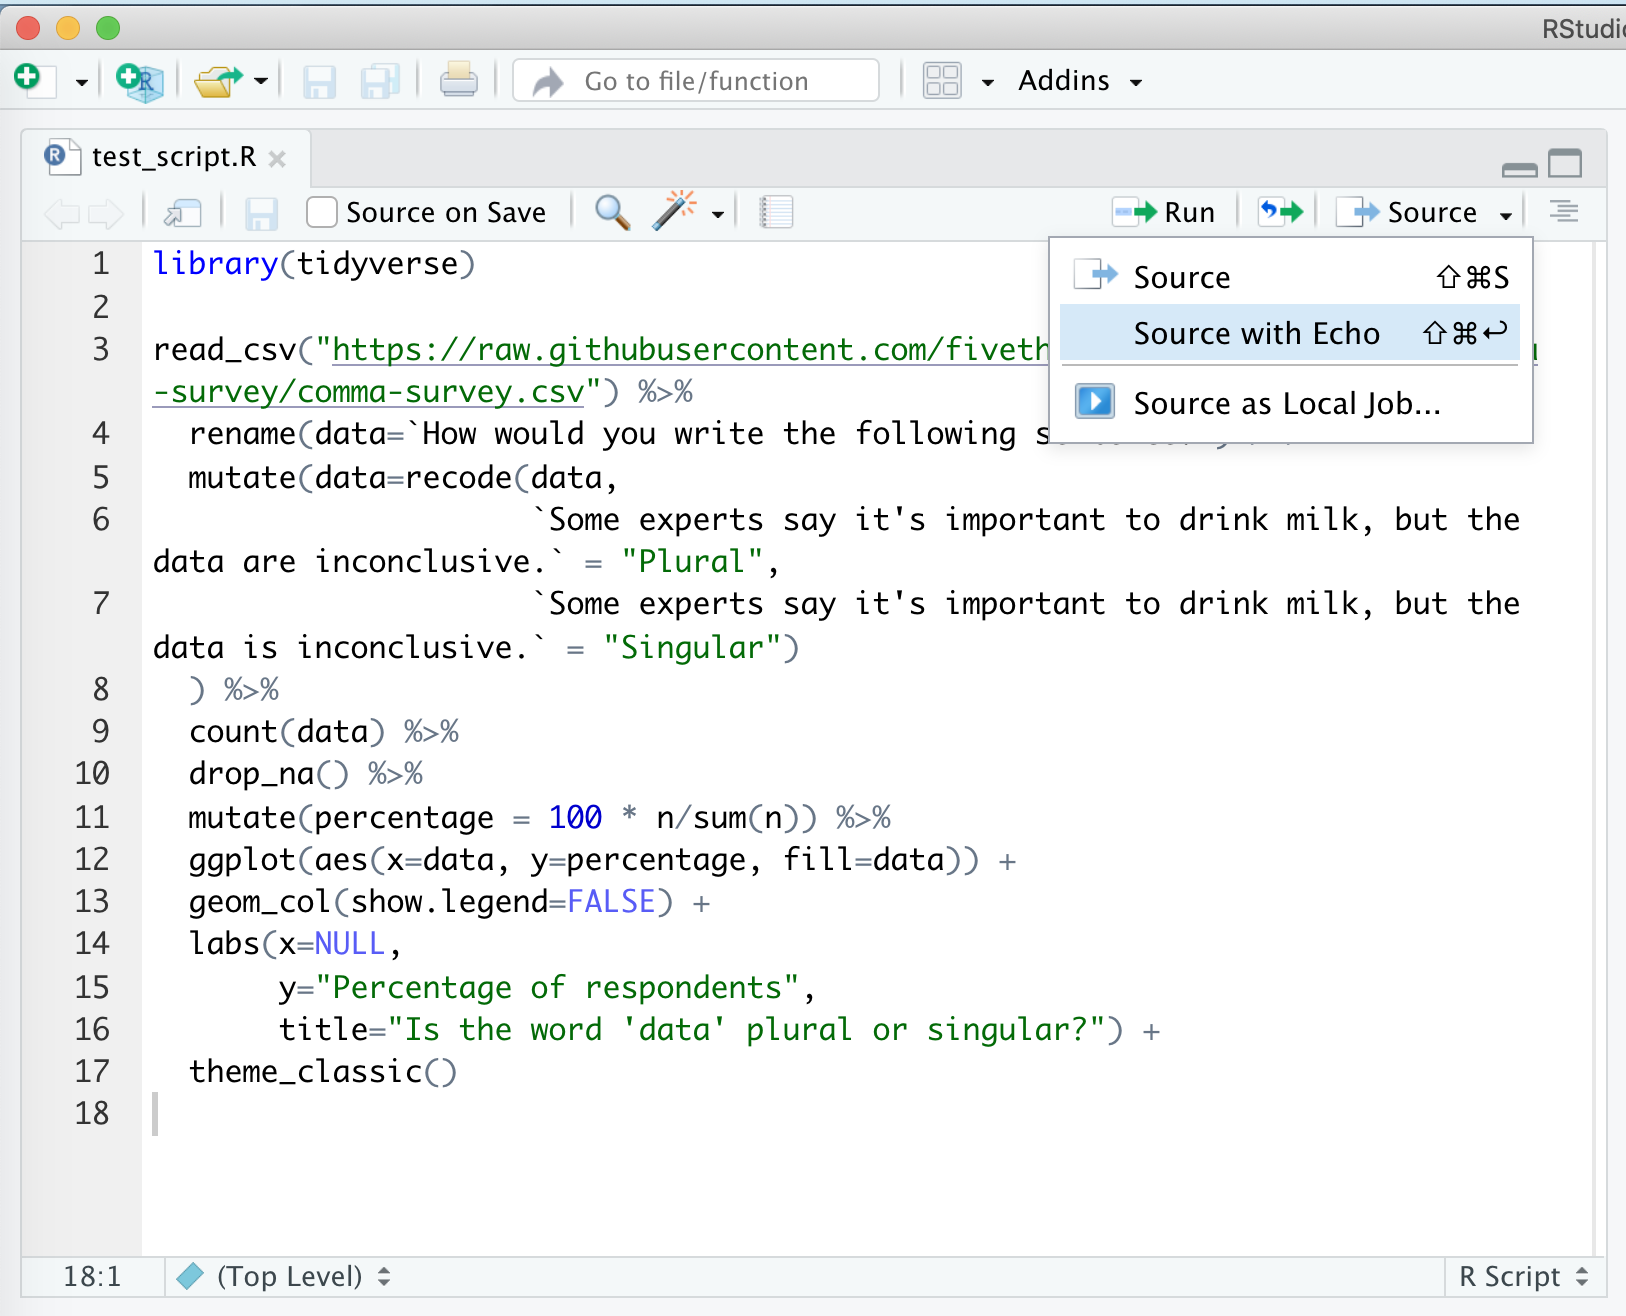 RStudio
Go to file/function
Addins
test_script.R
Source on Save
Run
Source
Source ⇧⌘S
Source with Echo ⇧⌘↩
Source as Local Job...
1 library(tidyverse)
2
3 read_csv("https://raw.githubusercontent.com/fiveth
-survey/comma-survey.csv") %>%
4 rename(data=`How would you write the following
5 mutate(data=recode(data,
6 `Some experts say it's important to drink milk, but the
data are inconclusive.` = "Plural",
7 `Some experts say it's important to drink milk, but the
data is inconclusive.` = "Singular")
8 ) %>%
9 count(data) %>%
10 drop_na() %>%
11 mutate(percentage = 100 * n/sum(n)) %>%
12 ggplot(aes(x=data, y=percentage, fill=data)) +
13 geom_col(show.legend=FALSE) +
14 labs(x=NULL,
15 y="Percentage of respondents",
16 title="Is the word 'data' plural or singular?") +
17 theme_classic()
18
18:1
(Top Level)
R Script